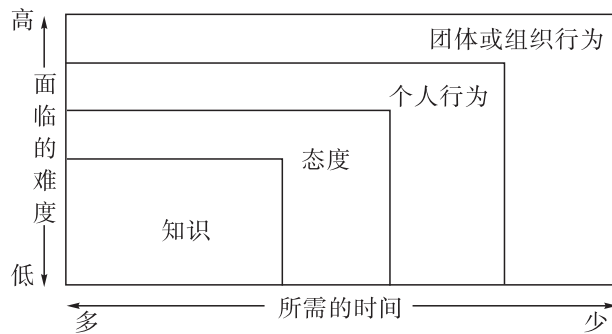 高
团体或组织行为
面临的难度
个人行为
态度
知识
低
所需的时间
多
少